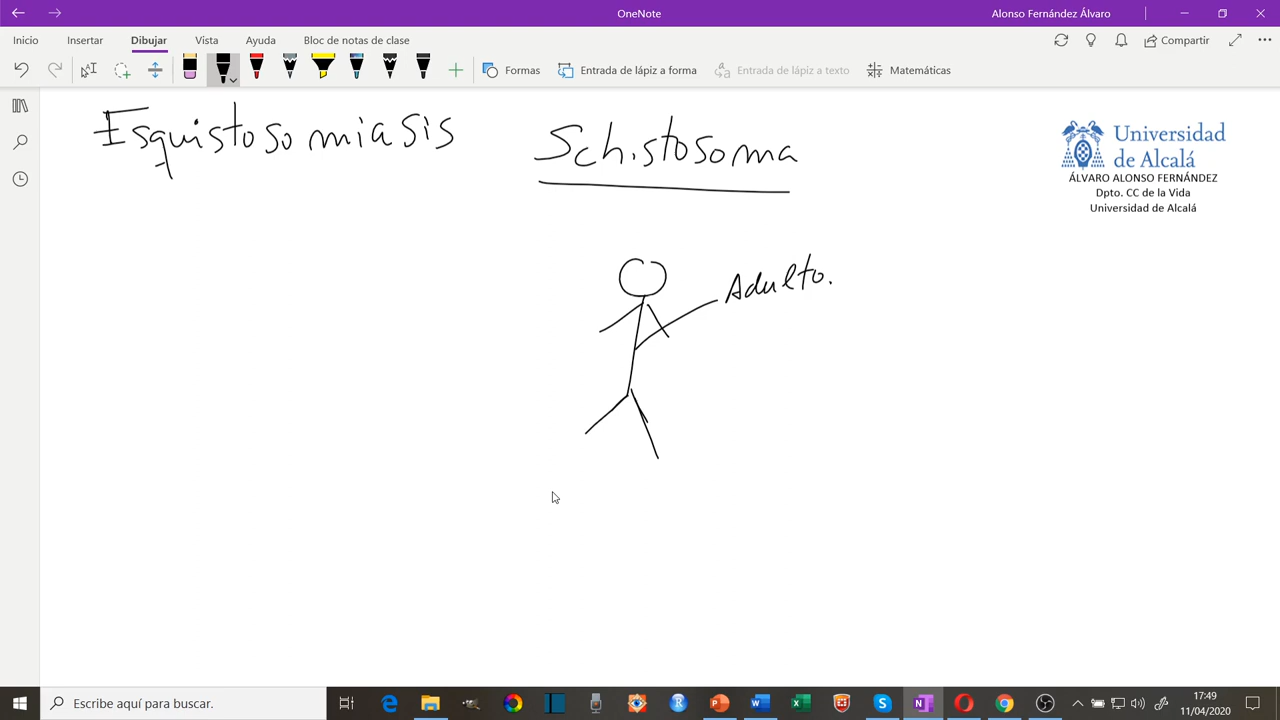 OneNote
Alonso Fernández Álvaro
Inicio Insertar Dibujar Vista Ayuda Bloc de notas de clase
Compartir
Formas Entrada de lápiz a forma Entrada de lápiz a texto Matemáticas
Esquistosomiasis
Schistosoma
Universidad
de Alcalá
ÁLVARO ALONSO FERNÁNDEZ
Dpto. CC de la Vida
Universidad de Alcalá
Adulto.
Escribe aquí para buscar.
17:49
11/04/2020